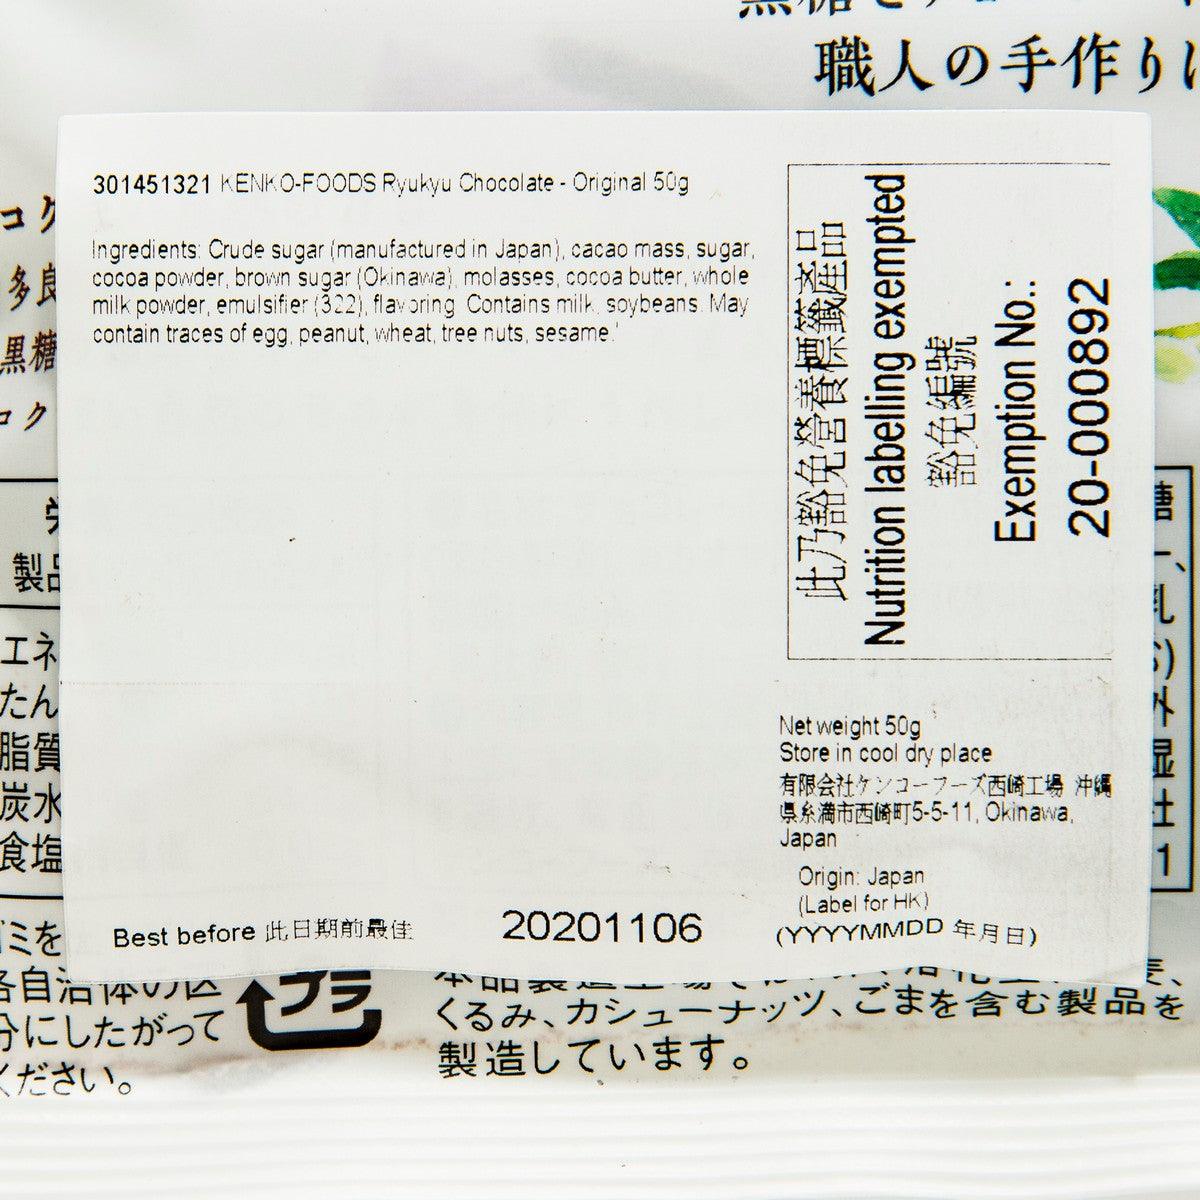 職人の手作り
コク
多良
黒糖
コク
製品
エネ
たん
脂質
炭水
食塩
301451321 KENKO-FOODS Ryukyu Chocolate - Original 50g
Ingredients: Crude sugar (manufactured in Japan), cacao mass, sugar,
cocoa powder, brown sugar (Okinawa), molasses, cocoa butter, whole
milk powder, emulsifier (322), flavoring. Contains milk, soybeans. May
contain traces of egg, peanut, wheat, tree nuts, sesame.
此乃豁免營養標籤產品
Nutrition labelling exempted
豁免編號
Exemption No.:
20-000892
Net weight 50g
Store in cool dry place
有限会社ケンコーフーズ西崎工場 沖縄
県糸満市西崎町5-5-11, Okinawa,
Japan
Origin: Japan
(Label for HK)
Best before 此日期前最佳 20201106 (YYYYMMDD 年月日)
糖
乳
外
湿
社
1
ゴミを
各自治体の区
分にしたがって
ください。
プラ
本品製造工場では
くるみ、カシューナッツ、ごまを含む製品を
製造しています。